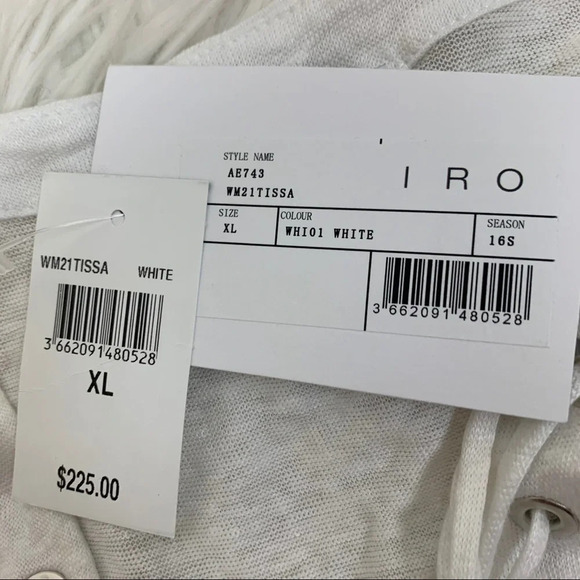 STYLE NAME
AE743
WM21TISSA
IRO
SIZE
XL
COLOUR
WHI01 WHITE
SEASON
16S
3 662091 480528
WM21TISSA WHITE
3 662091 480528
XL
$225.00